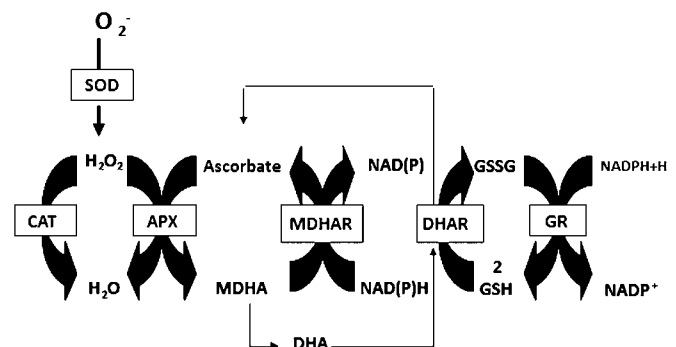 O₂⁻
SOD
H₂O₂ Ascorbate NAD(P) GSSG NADPH+H
CAT APX MDHAR DHAR GR
2
H₂O MDHA NAD(P)H GSH NADP⁺
DHA